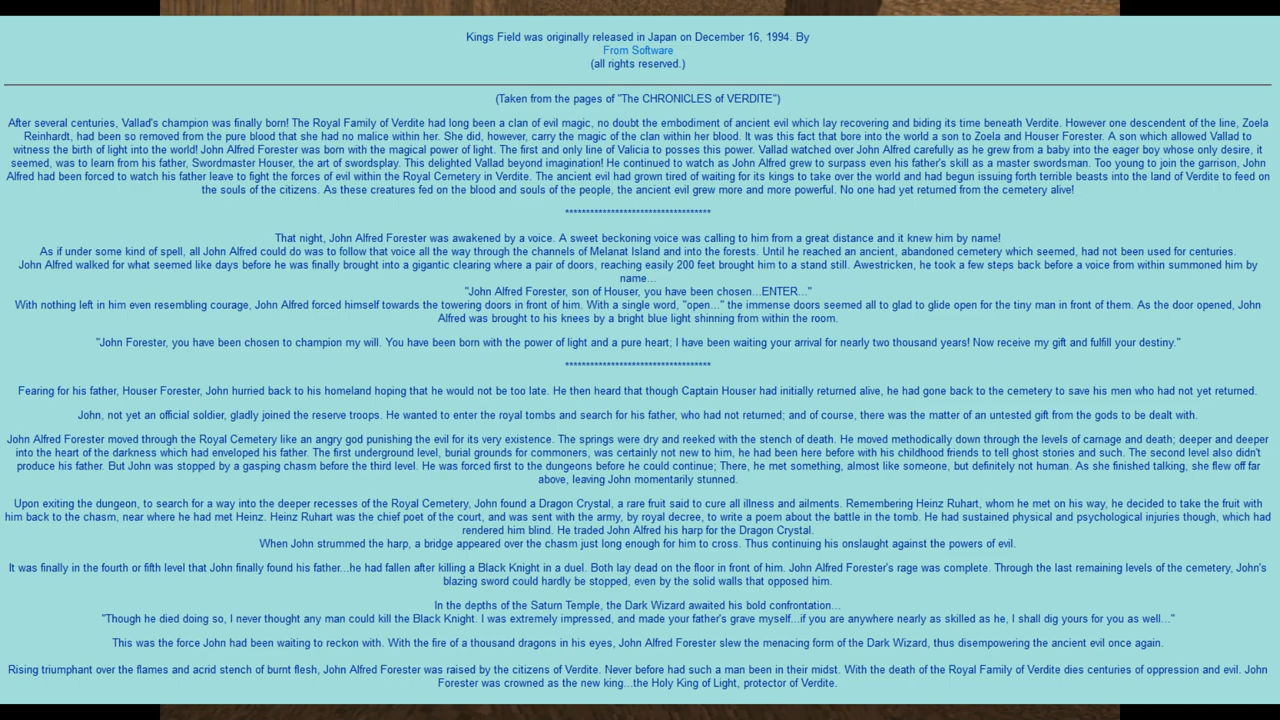 Kings Field was originally released in Japan on December 16, 1994. By
From Software
(all rights reserved.)
(Taken from the pages of "The CHRONICLES of VERDITE")
After several centuries, Vallad's champion was finally born! The Royal Family of Verdite had long been a clan of evil magic, no doubt the embodiment of ancient evil which lay recovering and biding its time beneath Verdite. However one descendent of the line, Zoela
Reinhardt, had been so removed from the pure blood that she had no malice within her. She did, however, carry the magic of the clan within her blood. It was this fact that bore into the world a son to Zoela and Houser Forester. A son which allowed Vallad to
witness the birth of light into the world! John Alfred Forester was born with the magical power of light. The first and only line of Valicia to posses this power. Vallad watched over John Alfred carefully as he grew from a baby into the eager boy whose only desire, it
seemed, was to learn from his father, Swordmaster Houser, the art of swordsplay. This delighted Vallad beyond imagination! He continued to watch as John Alfred grew to surpass even his father's skill as a master swordsman. Too young to join the garrison, John
Alfred had been forced to watch his father leave to fight the forces of evil within the Royal Cemetery in Verdite. The ancient evil had grown tired of waiting for its kings to take over the world and had begun issuing forth terrible beasts into the land of Verdite to feed on
the souls of the citizens. As these creatures fed on the blood and souls of the people, the ancient evil grew more and more powerful. No one had yet returned from the cemetery alive!
***********************************
That night, John Alfred Forester was awakened by a voice. A sweet beckoning voice was calling to him from a great distance and it knew him by name!
As if under some kind of spell, all John Alfred could do was to follow that voice all the way through the channels of Melanat Island and into the forests. Until he reached an ancient, abandoned cemetery which seemed, had not been used for centuries.
John Alfred walked for what seemed like days before he was finally brought into a gigantic clearing where a pair of doors, reaching easily 200 feet brought him to a stand still. Awestricken, he took a few steps back before a voice from within summoned him by
name...
"John Alfred Forester, son of Houser, you have been chosen...ENTER..."
With nothing left in him even resembling courage, John Alfred forced himself towards the towering doors in front of him. With a single word, "open..." the immense doors seemed all to glad to glide open for the tiny man in front of them. As the door opened, John
Alfred was brought to his knees by a bright blue light shinning from within the room.
"John Forester, you have been chosen to champion my will. You have been born with the power of light and a pure heart; I have been waiting your arrival for nearly two thousand years! Now receive my gift and fulfill your destiny."
***********************************
Fearing for his father, Houser Forester, John hurried back to his homeland hoping that he would not be too late. He then heard that though Captain Houser had initially returned alive, he had gone back to the cemetery to save his men who had not yet returned.
John, not yet an official soldier, gladly joined the reserve troops. He wanted to enter the royal tombs and search for his father, who had not returned; and of course, there was the matter of an untested gift from the gods to be dealt with.
John Alfred Forester moved through the Royal Cemetery like an angry god punishing the evil for its very existence. The springs were dry and reeked with the stench of death. He moved methodically down through the levels of carnage and death; deeper and deeper
into the heart of the darkness which had enveloped his father. The first underground level, burial grounds for commoners, was certainly not new to him, he had been here before with his childhood friends to tell ghost stories and such. The second level also didn't
produce his father. But John was stopped by a gasping chasm before the third level. He was forced first to the dungeons before he could continue; There, he met something, almost like someone, but definitely not human. As she finished talking, she flew off far
above, leaving John momentarily stunned.
Upon exiting the dungeon, to search for a way into the deeper recesses of the Royal Cemetery, John found a Dragon Crystal, a rare fruit said to cure all illness and ailments. Remembering Heinz Ruhart, whom he met on his way, he decided to take the fruit with
him back to the chasm, near where he had met Heinz. Heinz Ruhart was the chief poet of the court, and was sent with the army, by royal decree, to write a poem about the battle in the tomb. He had sustained physical and psychological injuries though, which had
rendered him blind. He traded John Alfred his harp for the Dragon Crystal.
When John strummed the harp, a bridge appeared over the chasm just long enough for him to cross. Thus continuing his onslaught against the powers of evil.
It was finally in the fourth or fifth level that John finally found his father...he had fallen after killing a Black Knight in a duel. Both lay dead on the floor in front of him. John Alfred Forester's rage was complete. Through the last remaining levels of the cemetery, John's
blazing sword could hardly be stopped, even by the solid walls that opposed him.
In the depths of the Saturn Temple, the Dark Wizard awaited his bold confrontation...
"Though he died doing so, I never thought any man could kill the Black Knight. I was extremely impressed, and made your father's grave myself...if you are anywhere nearly as skilled as he, I shall dig yours for you as well..."
This was the force John had been waiting to reckon with. With the fire of a thousand dragons in his eyes, John Alfred Forester slew the menacing form of the Dark Wizard, thus disempowering the ancient evil once again.
Rising triumphant over the flames and acrid stench of burnt flesh, John Alfred Forester was raised by the citizens of Verdite. Never before had such a man been in their midst. With the death of the Royal Family of Verdite dies centuries of oppression and evil. John
Forester was crowned as the new king...the Holy King of Light, protector of Verdite.